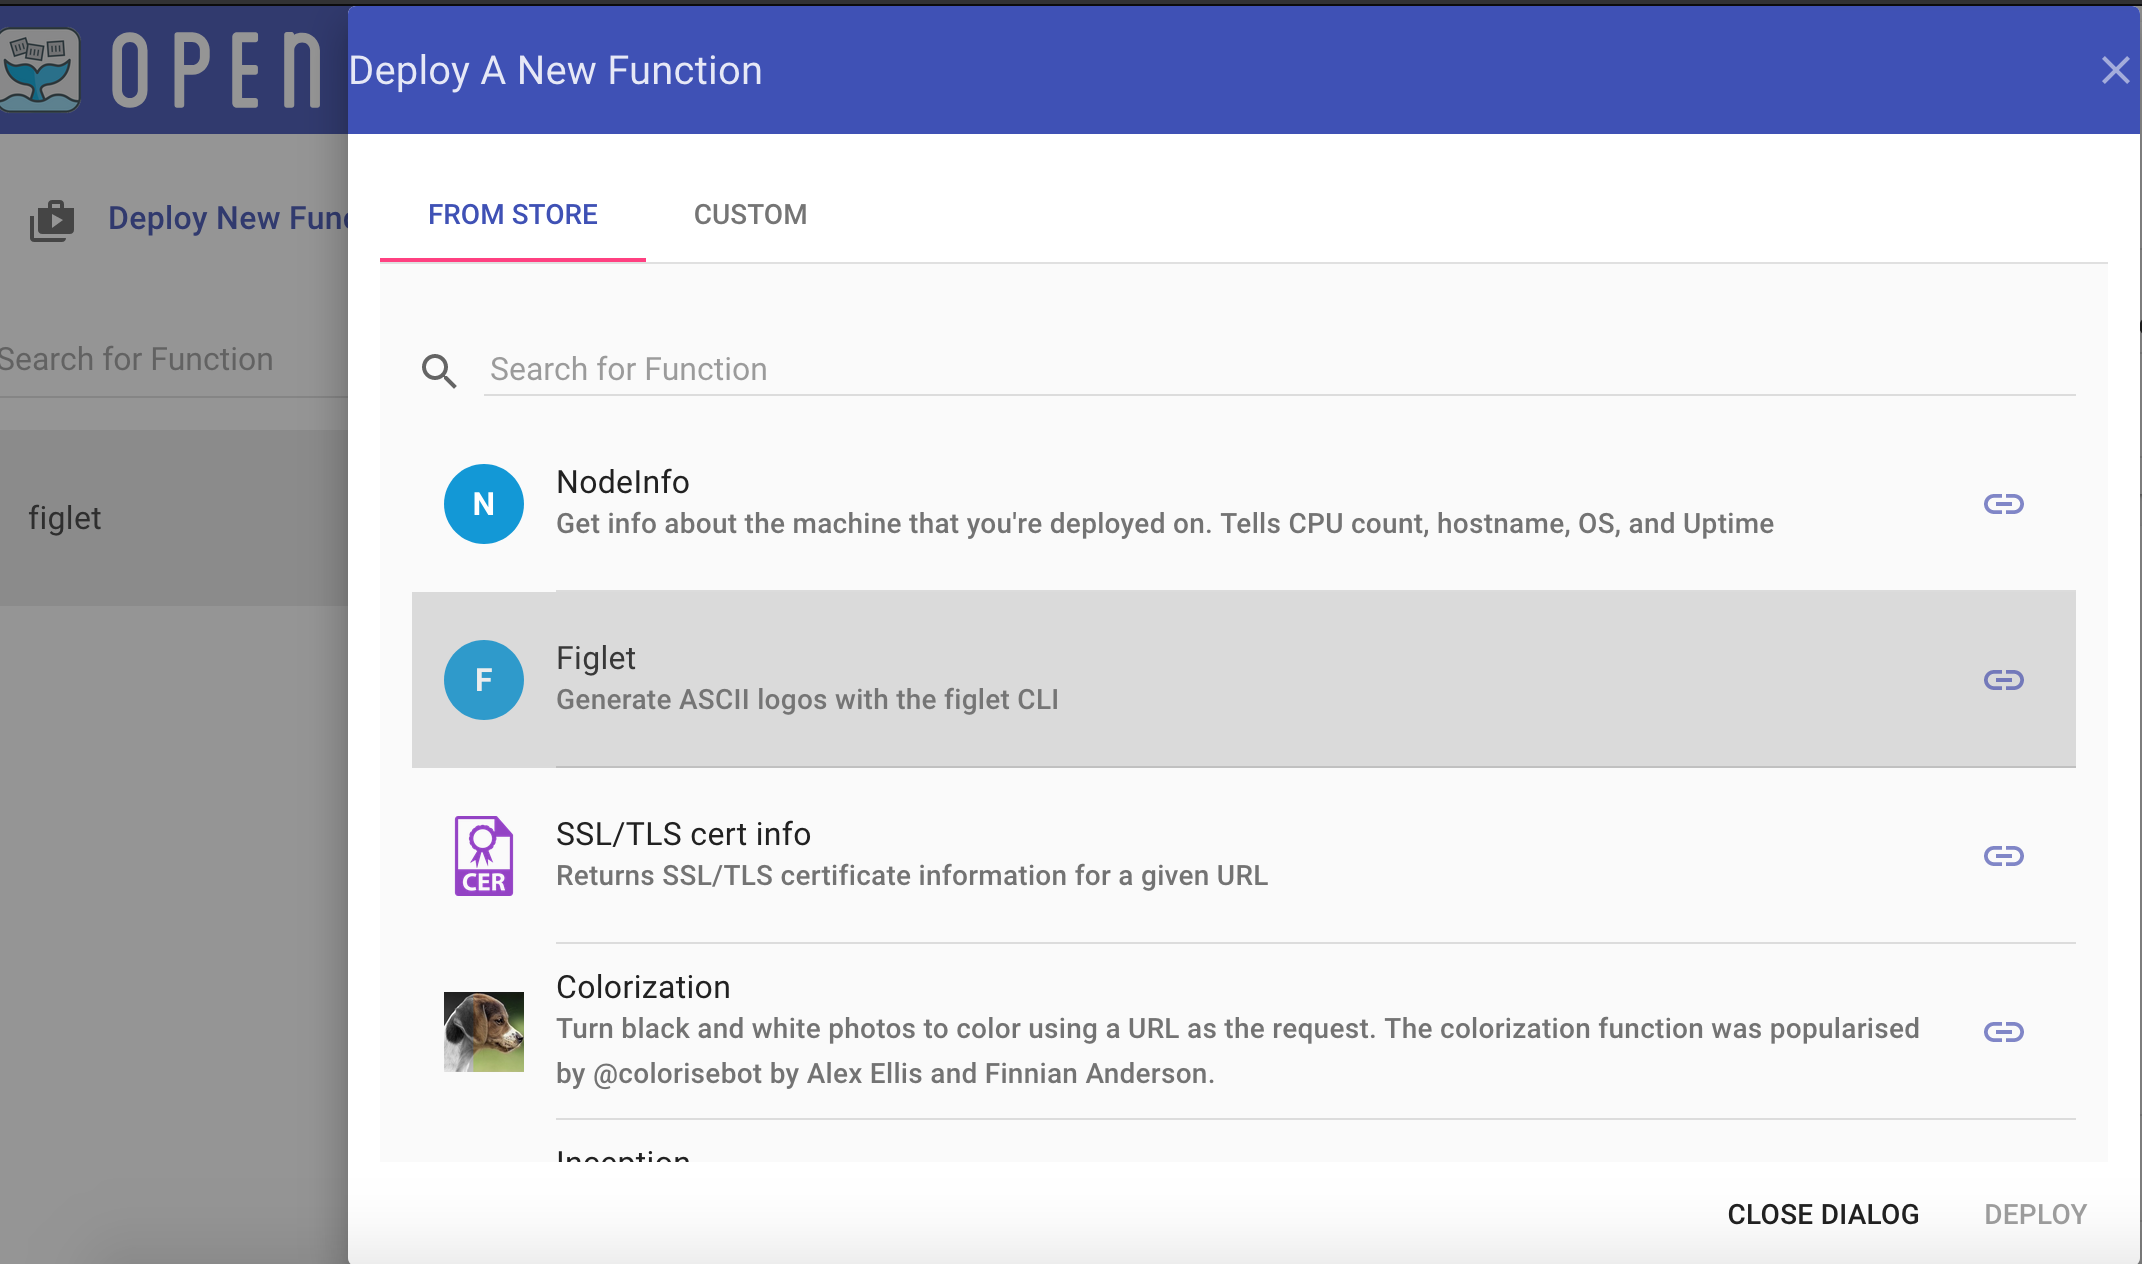 OPEN
Deploy A New Function
Deploy New Func
Search for Function
figlet
FROM STORE
CUSTOM
Search for Function
N
NodeInfo
Get info about the machine that you're deployed on. Tells CPU count, hostname, OS, and Uptime
F
Figlet
Generate ASCII logos with the figlet CLI
CER
SSL/TLS cert info
Returns SSL/TLS certificate information for a given URL
Colorization
Turn black and white photos to color using a URL as the request. The colorization function was popularised
by @colorisebot by Alex Ellis and Finnian Anderson.
Inception
CLOSE DIALOG
DEPLOY